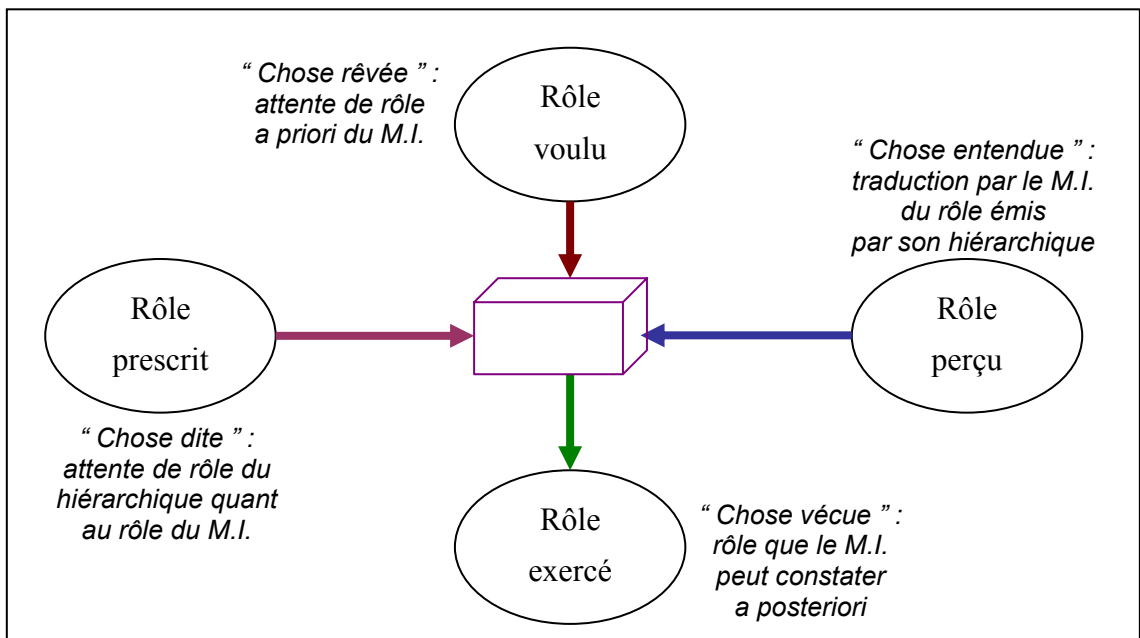 “ Chose rêvée ” :
attente de rôle
a priori du M.I.
Rôle
voulu
“ Chose entendue ” :
traduction par le M.I.
du rôle émis
par son hiérarchique
Rôle
prescrit
Rôle
perçu
“ Chose dite ” :
attente de rôle du
hiérarchique quant
au rôle du M.I.
Rôle
exercé
“ Chose vécue ” :
rôle que le M.I.
peut constater
a posteriori